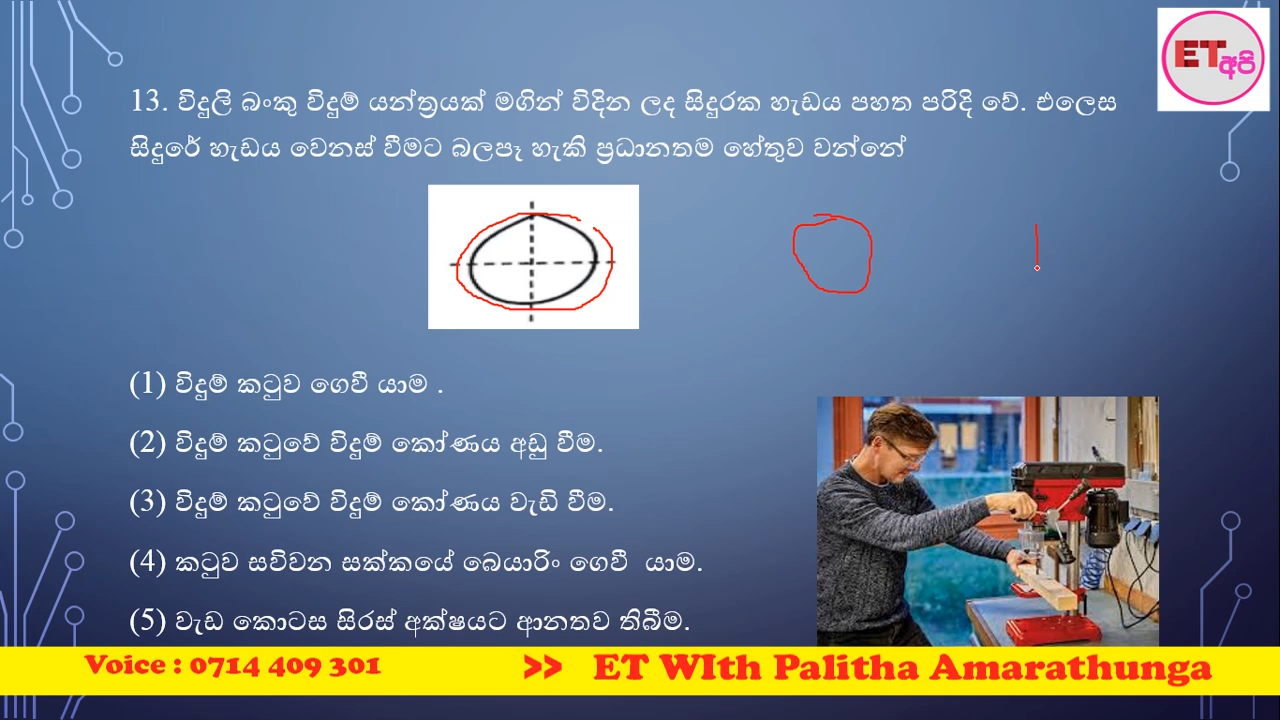 ET
අපි
13. විදුලි බංකු විදුම් යන්ත්‍රයක් මගින් විදින ලද සිදුරක හැඩය පහත පරිදි වේ. එලෙස
සිදුරේ හැඩය වෙනස් වීමට බලපෑ හැකි ප්‍රධානතම හේතුව වන්නේ
(1) විදුම් කටුව ගෙවී යාම .
(2) විදුම් කටුවේ විදුම් කෝණය අඩු වීම.
(3) විදුම් කටුවේ විදුම් කෝණය වැඩි වීම.
(4) කටුව සවිවන සක්කයේ බෙයාරිං ගෙවී යාම.
(5) වැඩ කොටස සිරස් අක්ෂයට ආනතව තිබීම.
Voice : 0714 409 301 >> ET WIth Palitha Amarathunga